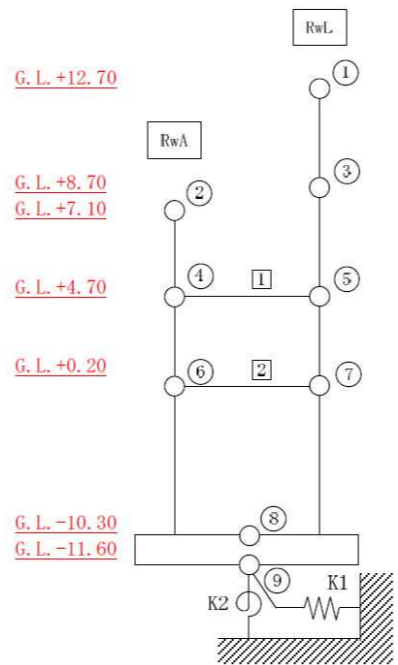 RwL
G.L.+12.70
①
RwA
G.L.+8.70
③
G.L.+7.10
②
G.L.+4.70
④
1
⑤
G.L.+0.20
⑥
2
⑦
G.L.-10.30
⑧
G.L.-11.60
⑨
K1
K2